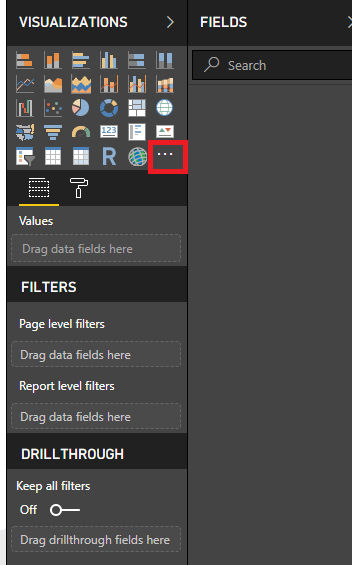 VISUALIZATIONS
FIELDS
Search
123
R
...
Values
Drag data fields here
FILTERS
Page level filters
Drag data fields here
Report level filters
Drag data fields here
DRILLTHROUGH
Keep all filters
Off
Drag drillthrough fields here